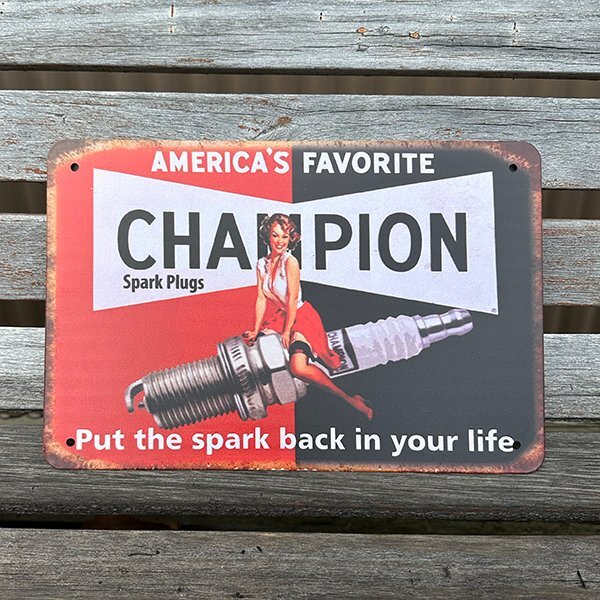 AMERICA'S FAVORITE
CHAMPION
Spark Plugs
Put the spark back in your life